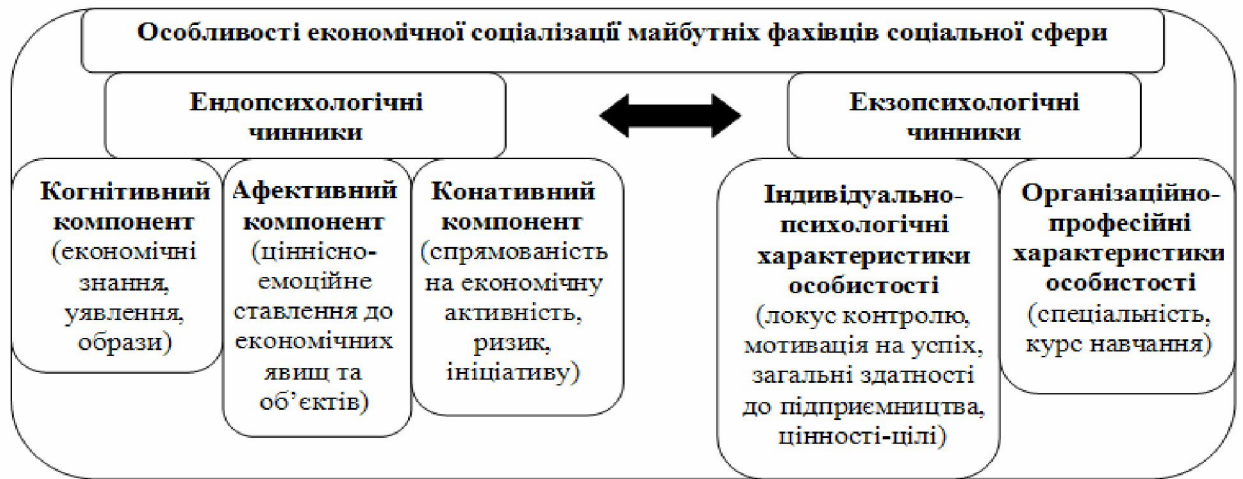 Особливості економічної соціалізації майбутніх фахівців соціальної сфери
Ендопсихологічні
чинники
Екзопсихологічні
чинники
Когнітивний
компонент
(економічні
знання,
уявлення,
образи)
Афективний
компонент
(ціннісно-
емоційне
ставлення до
економічних
явищ та
об’єктів)
Конативний
компонент
(спрямованість
на економічну
активність,
ризик,
ініціативу)
Індивідуально-
психологічні
характеристики
особистості
(локус контролю,
мотивація на успіх,
загальні здатності
до підприємництва,
цінності-цілі)
Організаційно-
професійні
характеристики
особистості
(спеціальність,
курс навчання)